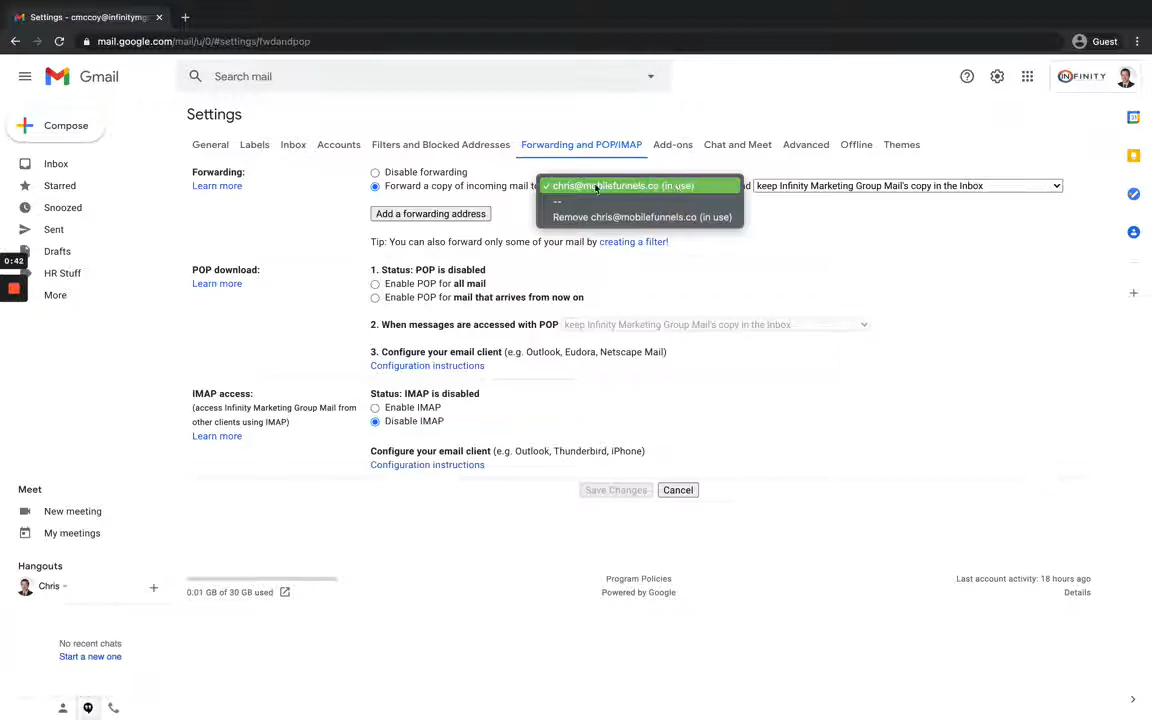 Settings - cmccoy@infinitymg
mail.google.com/mail/u/0/#settings/fwdandpop
Guest
Gmail
Search mail
INFINITY
Compose
Inbox
Starred
Snoozed
Sent
Drafts
HR Stuff
More
0:42
Settings
General Labels Inbox Accounts Filters and Blocked Addresses Forwarding and POP/IMAP Add-ons Chat and Meet Advanced Offline Themes
Forwarding:
Learn more
Disable forwarding
Forward a copy of incoming mail to
chris@mobilefunnels.co (in use)
--
Remove chris@mobilefunnels.co (in use)
keep Infinity Marketing Group Mail's copy in the Inbox
Add a forwarding address
Tip: You can also forward only some of your mail by creating a filter!
POP download:
Learn more
1. Status: POP is disabled
Enable POP for all mail
Enable POP for mail that arrives from now on
2. When messages are accessed with POP keep Infinity Marketing Group Mail's copy in the Inbox
3. Configure your email client (e.g. Outlook, Eudora, Netscape Mail)
Configuration instructions
IMAP access:
(access Infinity Marketing Group Mail from
other clients using IMAP)
Learn more
Status: IMAP is disabled
Enable IMAP
Disable IMAP
Configure your email client (e.g. Outlook, Thunderbird, iPhone)
Configuration instructions
Save Changes Cancel
Meet
New meeting
My meetings
Hangouts
Chris
No recent chats
Start a new one
0.01 GB of 30 GB used
Program Policies
Powered by Google
Last account activity: 18 hours ago
Details